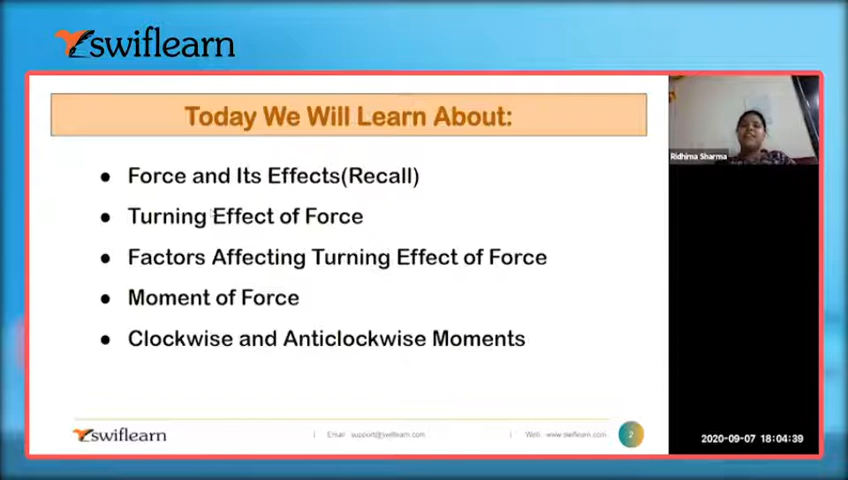 swiflearn
Today We Will Learn About:
Ridhima Sharma
● Force and Its Effects(Recall)
● Turning Effect of Force
● Factors Affecting Turning Effect of Force
● Moment of Force
● Clockwise and Anticlockwise Moments
swiflearn
| Email: support@swiflearn.com
| Web: www.swiflearn.com
2
2020-09-07 18:04:39